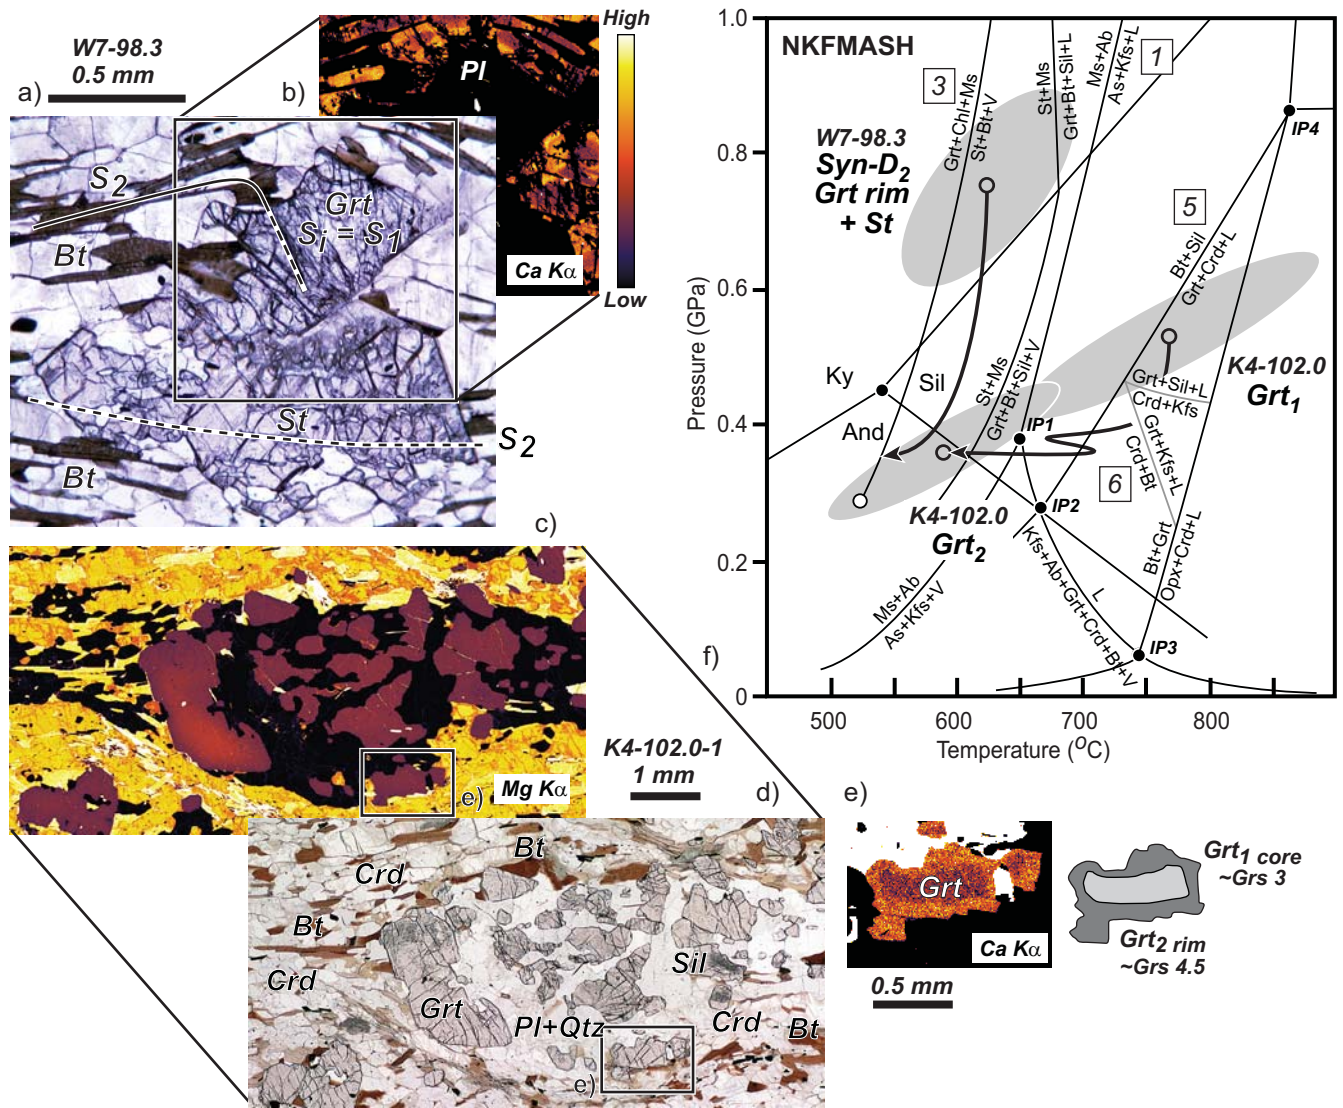 W7-98.3
0.5 mm
a)
b)
High
Low
Pl
Ca Kα
S2
Bt
Grt
Si = S1
St
S2
Bt
c)
Mg Kα
e)
f)
K4-102.0-1
1 mm
d)
Bt
Crd
Bt
Crd
Grt
Sil
Pl+Qtz
Crd
Bt
e)
e)
Grt
Ca Kα
0.5 mm
Grt1 core
~Grs 3
Grt2 rim
~Grs 4.5
NKFMASH
Pressure (GPa)
1.0
0.8
0.6
0.4
0.2
0
500
600
700
800
Temperature (OC)
W7-98.3
Syn-D2
Grt rim
+ St
3
Grt+Chl+Ms
St+Bt+V
St+Ms
Grt+Bt+Sil+L
Ms+Ab
As+Kfs+L
1
IP4
5
Bt+Sil
Grt+Crd+L
K4-102.0
Grt1
Ky
Sil
And
St+Ms
Grt+Bt+Sil+V
IP1
Grt+Sil+L
Crd+Kfs
Grt+Kfs+L
Crd+Bt
6
K4-102.0
Grt2
IP2
Ms+Ab
As+Kfs+V
L
Kfs+Ab+Grt+Crd+Bt+V
Bt+Grt
Opx+Crd+L
IP3